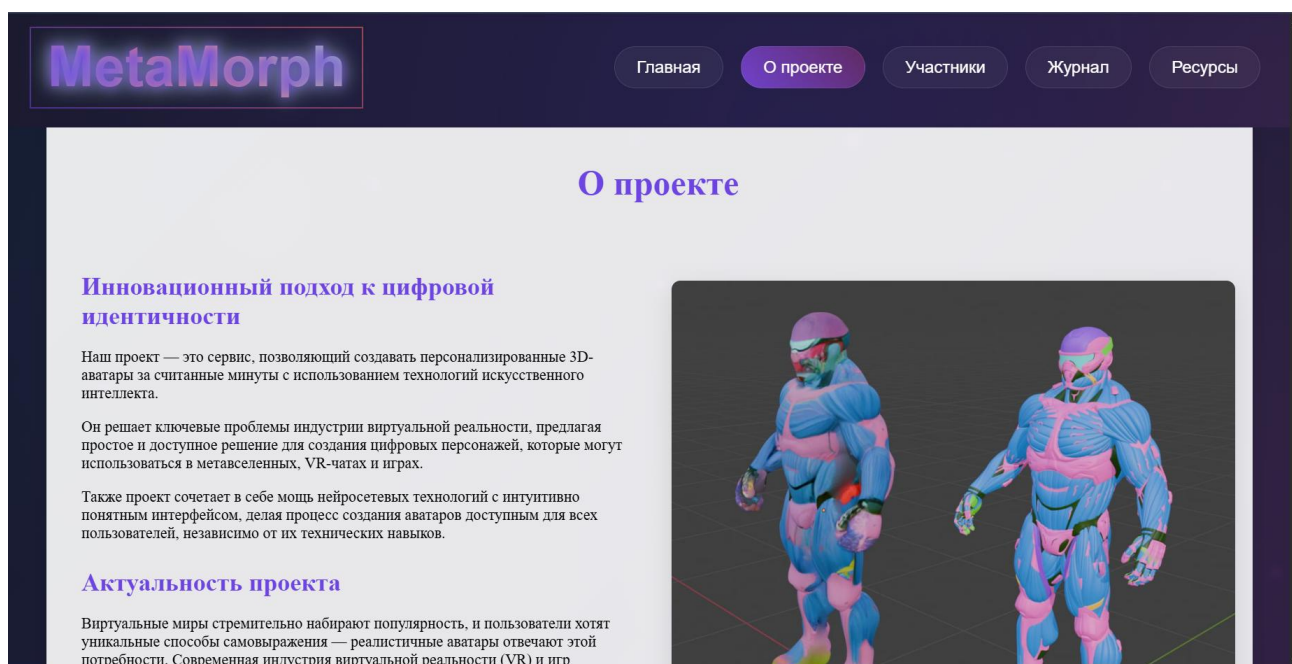 MetaMorph
Главная
О проекте
Участники
Журнал
Ресурсы
О проекте
Инновационный подход к цифровой
идентичности
Наш проект — это сервис, позволяющий создавать персонализированные 3D-
аватары за считанные минуты с использованием технологий искусственного
интеллекта.
Он решает ключевые проблемы индустрии виртуальной реальности, предлагая
простое и доступное решение для создания цифровых персонажей, которые могут
использоваться в метавселенных, VR-чатах и играх.
Также проект сочетает в себе мощь нейросетевых технологий с интуитивно
понятным интерфейсом, делая процесс создания аватаров доступным для всех
пользователей, независимо от их технических навыков.
Актуальность проекта
Виртуальные миры стремительно набирают популярность, и пользователи хотят
уникальные способы самовыражения — реалистичные аватары отвечают этой
потребности. Современная индустрия виртуальной реальности (VR) и игр